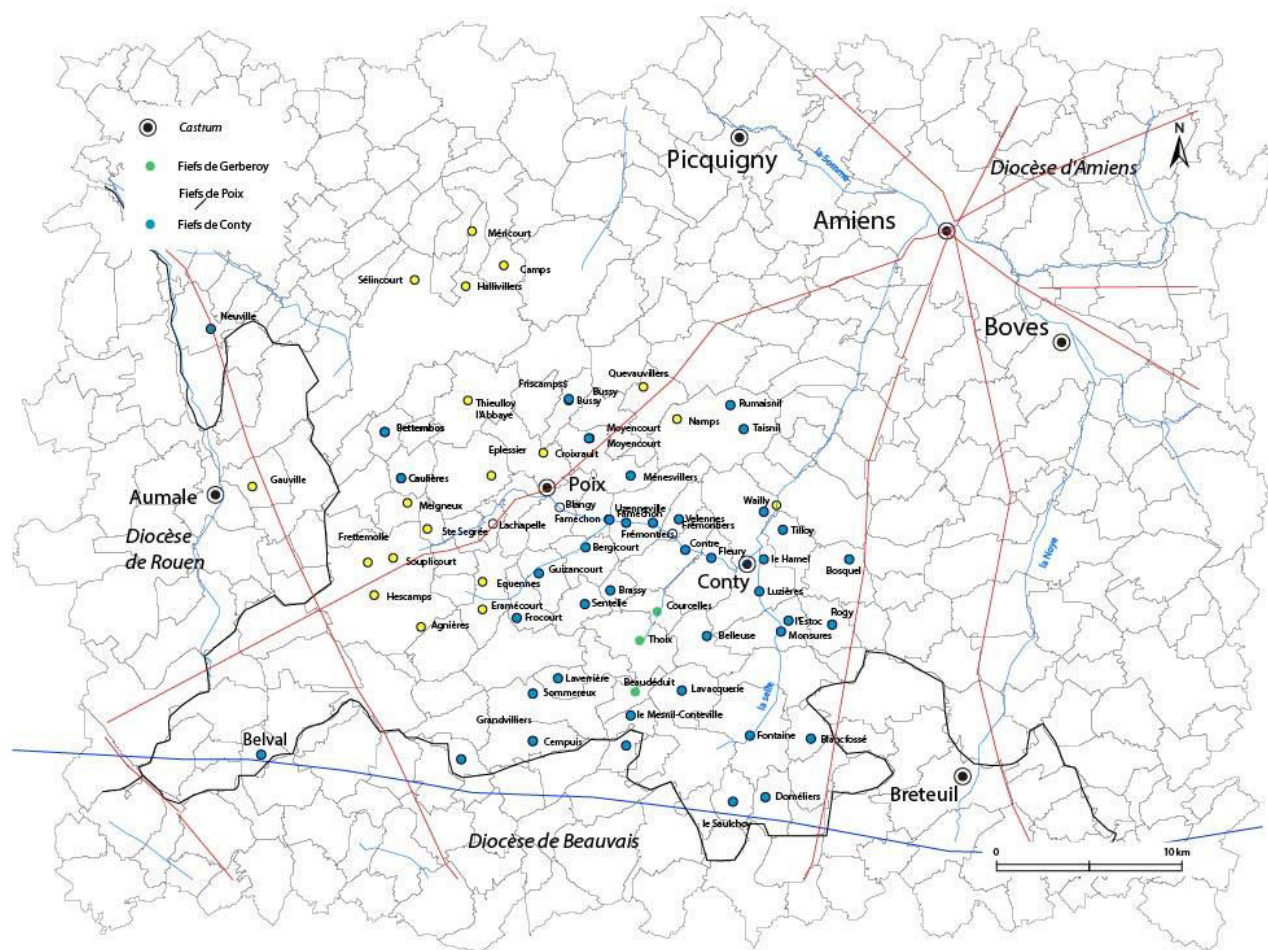 Castrum
Fiefs de Gerberoy
Fiefs de Poix
Fiefs de Conty
Picquigny
la Somme
N
Diocèse d'Amiens
Amiens
Méricourt
Camps
Sélincourt
Hallivillers
Neuville
Boves
Quevauvillers
Friscamps
Bussy
Bussy
Thieulloy
l'Abbaye
Rumaisnil
Namps
Taisnil
Bettembos
Moyencourt
Moyencourt
Eplessier
Croixrault
Caulières
Gauville
Poix
Ménesvillers
Aumale
Meigneux
Blangy
Wailly
Uzenneville
Famechon
Faméchon
Velennes
Ste Segrée
Lachapelle
Frémontiers
Frémontiers
Tilloy
Diocèse
de Rouen
Frettemolle
Bergicourt
Contre
Fleury
la Noye
Souplicourt
le Hamel
Bosquel
Guizancourt
Conty
Equennes
Hescamps
Brassy
Luzières
Sentelie
Eramécourt
Courcelles
Frocourt
l'Estoc
Rogy
Agnières
Thoix
Belleuse
Monsures
Laverrière
Beaudéduit
Lavacquerie
la selle
Sommereux
le Mesnil-Conteville
Grandvilliers
Belval
Cempuis
Fontaine
Blancfossé
Breteuil
Doméliers
le Saulchoy
Diocèse de Beauvais
0
10 km